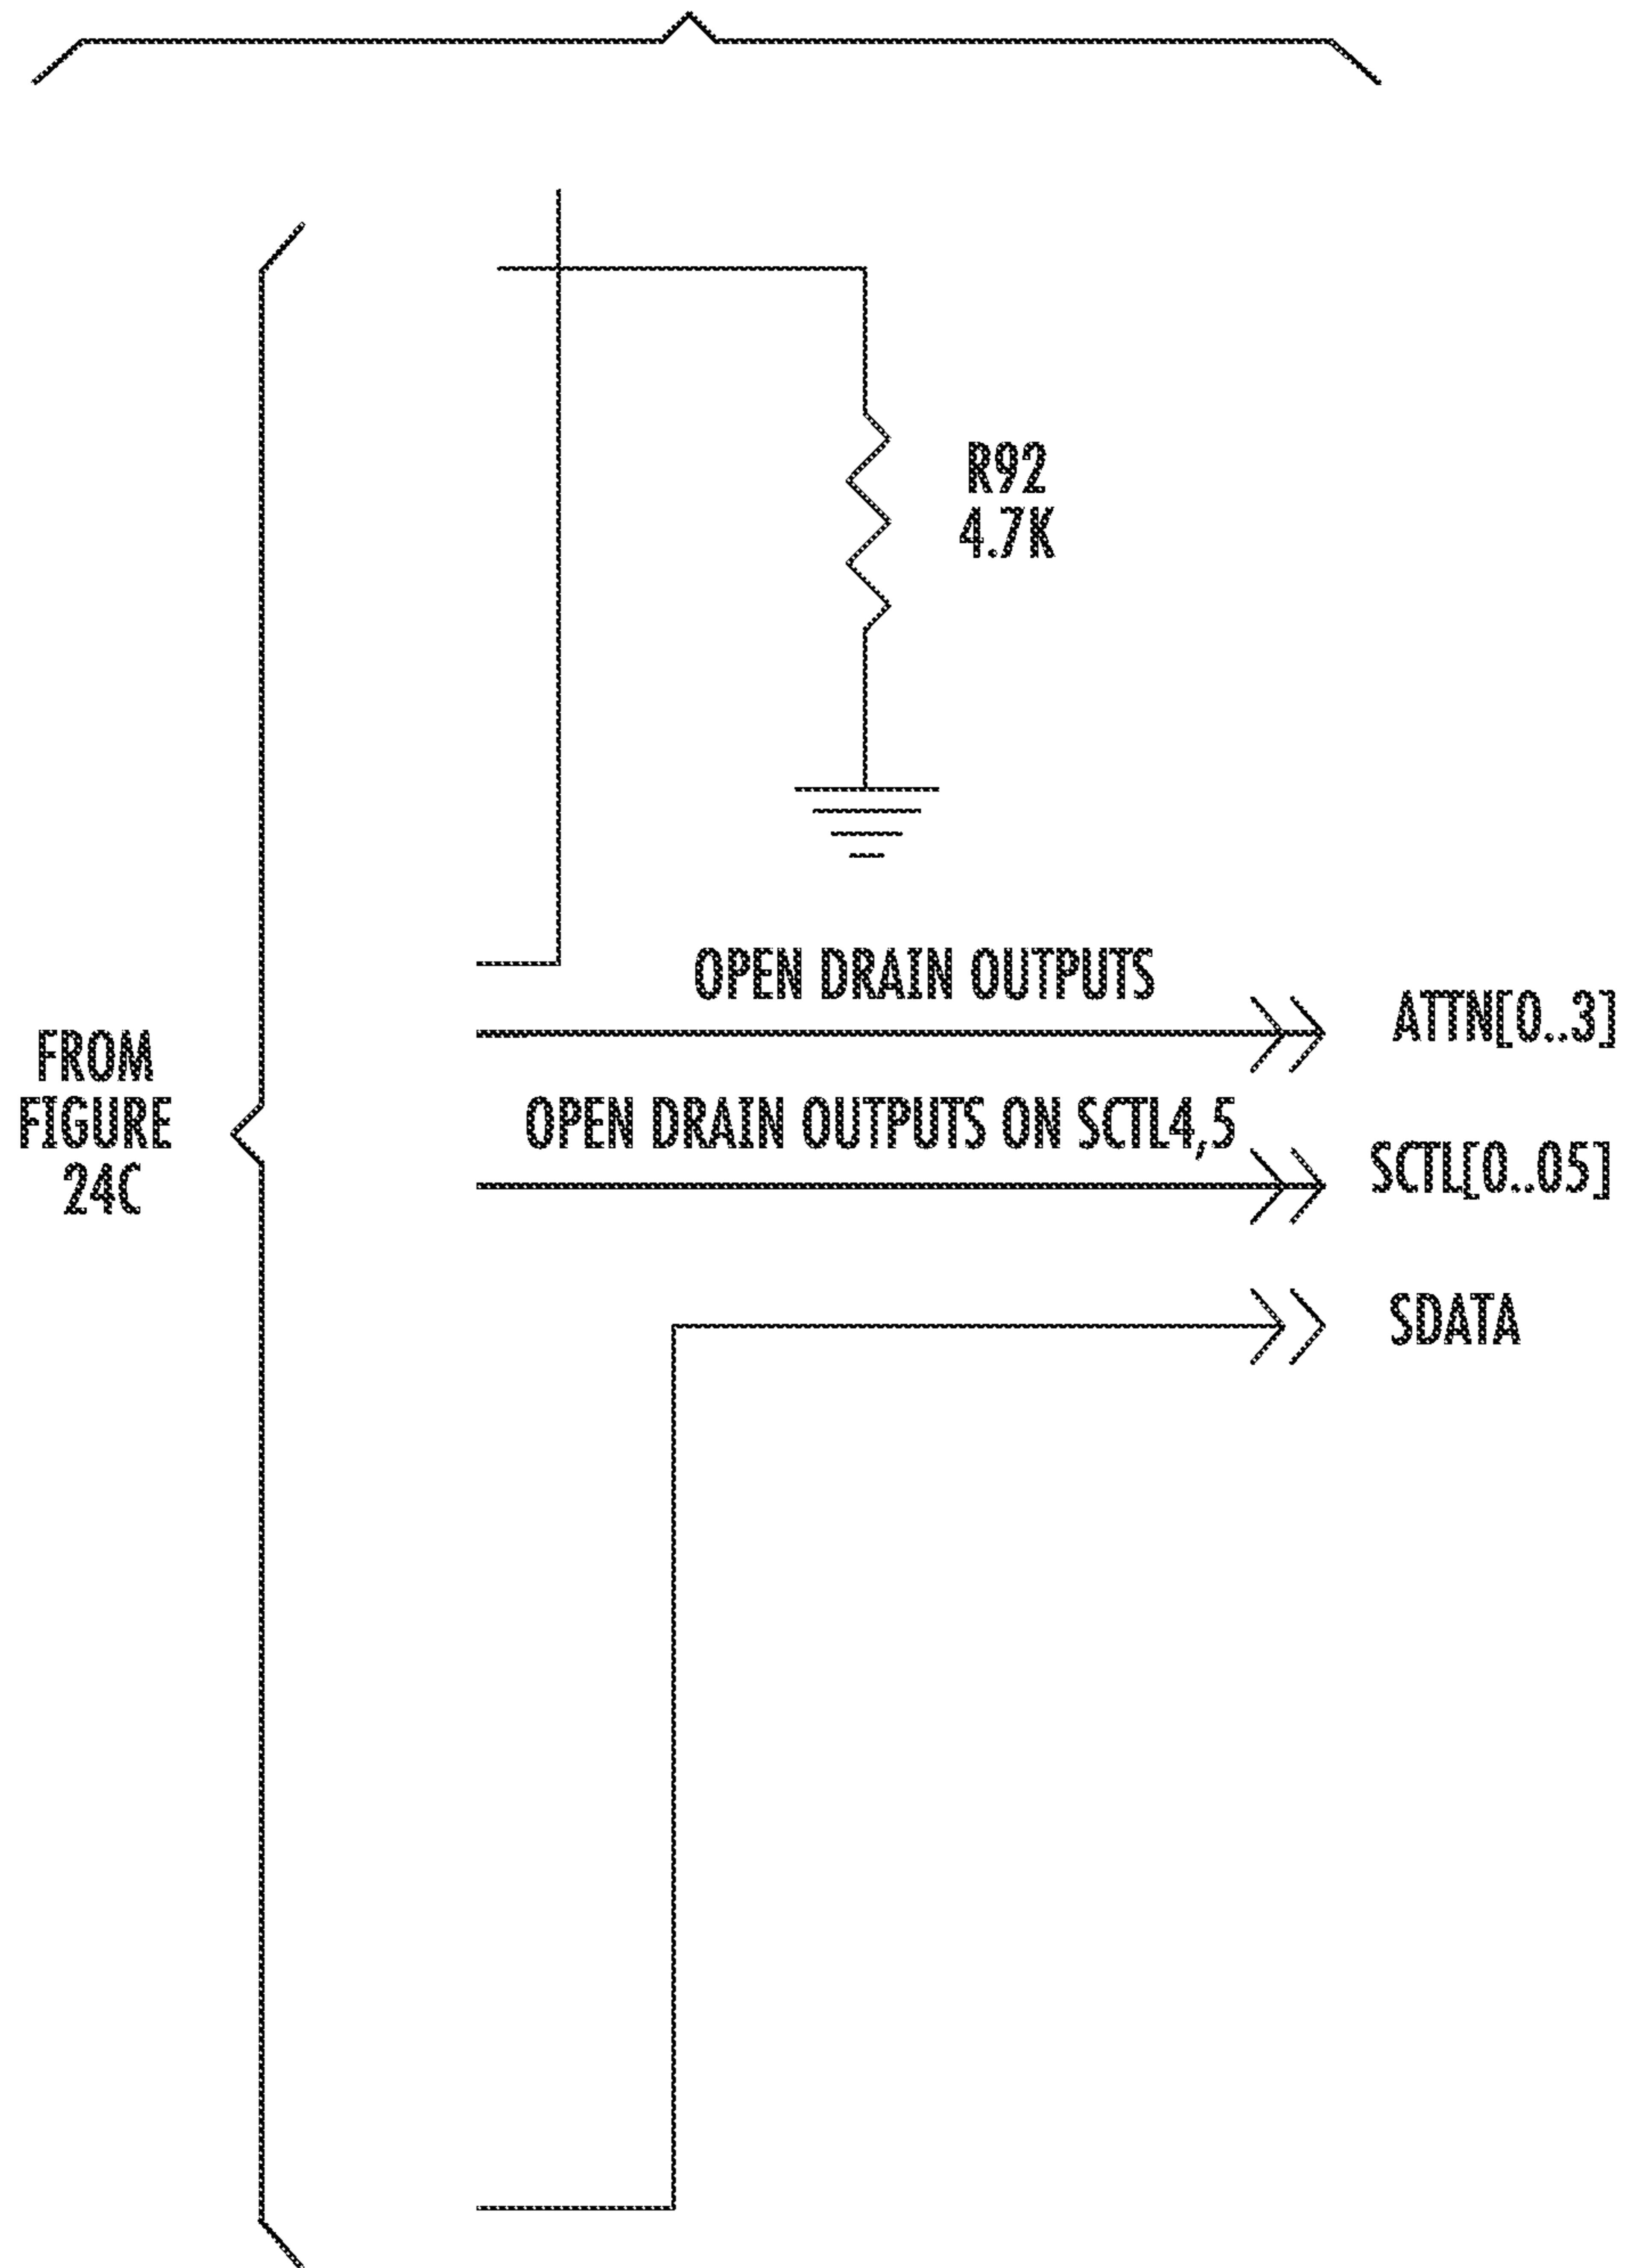 R92
4.7K
OPEN DRAIN OUTPUTS
ATTN[0..3]
FROM
FIGURE
24C
OPEN DRAIN OUTPUTS ON SCTL4,5
SCTL[0..05]
SDATA